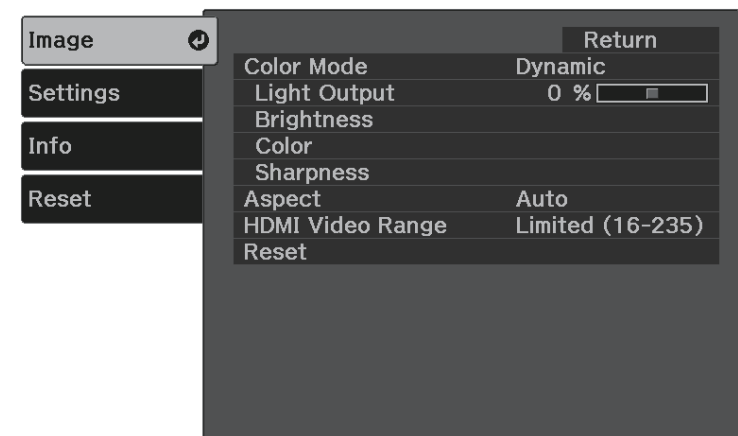 Image
Settings
Info
Reset
Return
Color Mode Dynamic
Light Output 0 %
Brightness
Color
Sharpness
Aspect Auto
HDMI Video Range Limited (16-235)
Reset